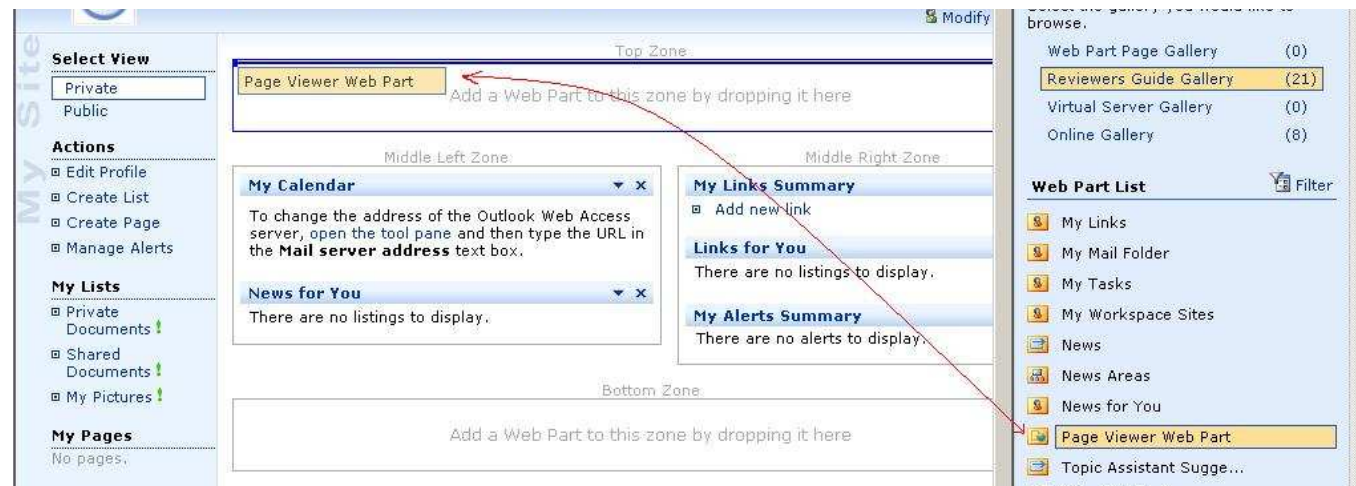 Modify
browse.
My Site
Select View
Private
Public
Actions
Edit Profile
Create List
Create Page
Manage Alerts
My Lists
Private
Documents !
Shared
Documents !
My Pictures !
My Pages
No pages.
Top Zone
Page Viewer Web Part
Add a Web Part to this zone by dropping it here
Middle Left Zone
My Calendar
To change the address of the Outlook Web Access
server, open the tool pane and then type the URL in
the Mail server address text box.
News for You
There are no listings to display.
Middle Right Zone
My Links Summary
Add new link
Links for You
There are no listings to display.
My Alerts Summary
There are no alerts to display.
Bottom Zone
Add a Web Part to this zone by dropping it here
Web Part Page Gallery (0)
Reviewers Guide Gallery (21)
Virtual Server Gallery (0)
Online Gallery (8)
Web Part List Filter
My Links
My Mail Folder
My Tasks
My Workspace Sites
News
News Areas
News for You
Page Viewer Web Part
Topic Assistant Sugge...